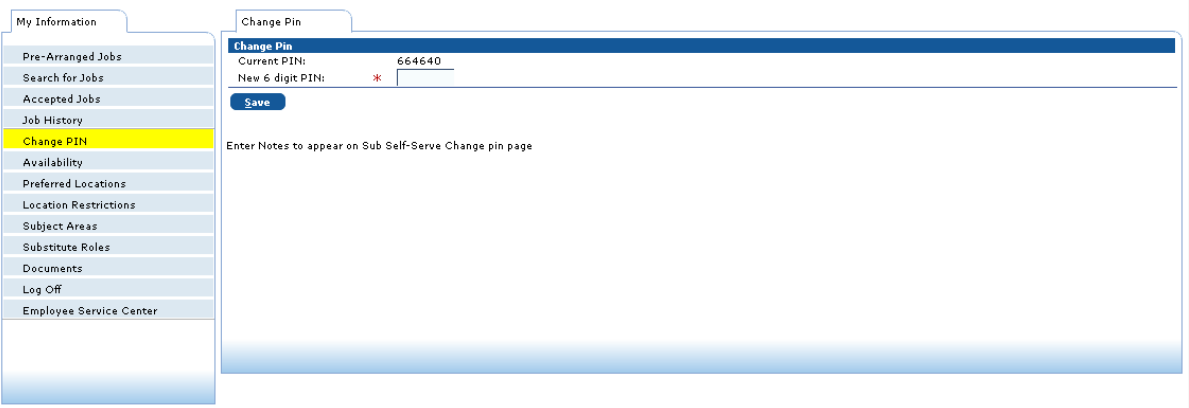 My Information
Pre-Arranged Jobs
Search for Jobs
Accepted Jobs
Job History
Change PIN
Availability
Preferred Locations
Location Restrictions
Subject Areas
Substitute Roles
Documents
Log Off
Employee Service Center
Change Pin
Change Pin
Current PIN: 664640
New 6 digit PIN: *
Save
Enter Notes to appear on Sub Self-Serve Change pin page